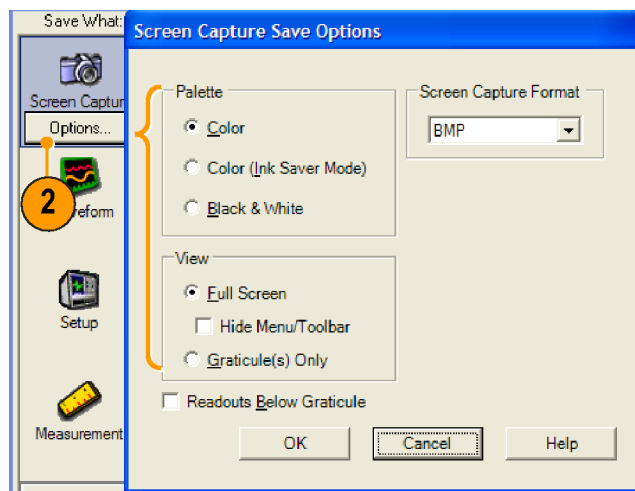 Save What:
Screen Capture Save Options
Screen Captur
Options...
2
eform
Setup
Measurement
Palette
Color
Color (Ink Saver Mode)
Black & White
Screen Capture Format
BMP
View
Full Screen
Hide Menu/Toolbar
Graticule(s) Only
Readouts Below Graticule
OK
Cancel
Help